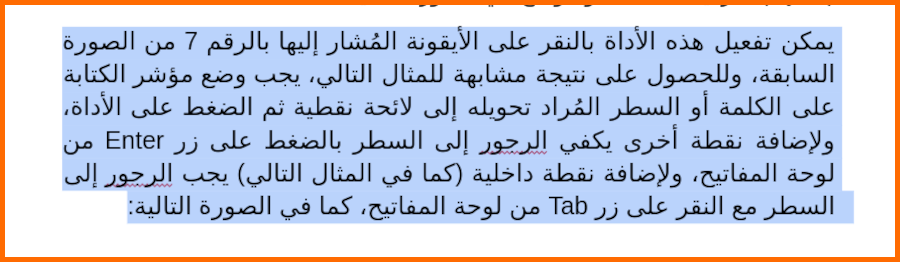 يمكن تفعيل هذه الأداة بالنقر على الأيقونة المُشار إليها بالرقم 7 من الصورة
السابقة، وللحصول على نتيجة مشابهة للمثال التالي، يجب وضع مؤشر الكتابة
على الكلمة أو السطر المُراد تحويله إلى لائحة نقطية ثم الضغط على الأداة،
ولإضافة نقطة أخرى يكفي الرجور إلى السطر بالضغط على زر Enter من
لوحة المفاتيح، ولإضافة نقطة داخلية (كما في المثال التالي) يجب الرجور إلى
السطر مع النقر على زر Tab من لوحة المفاتيح، كما في الصورة التالية: